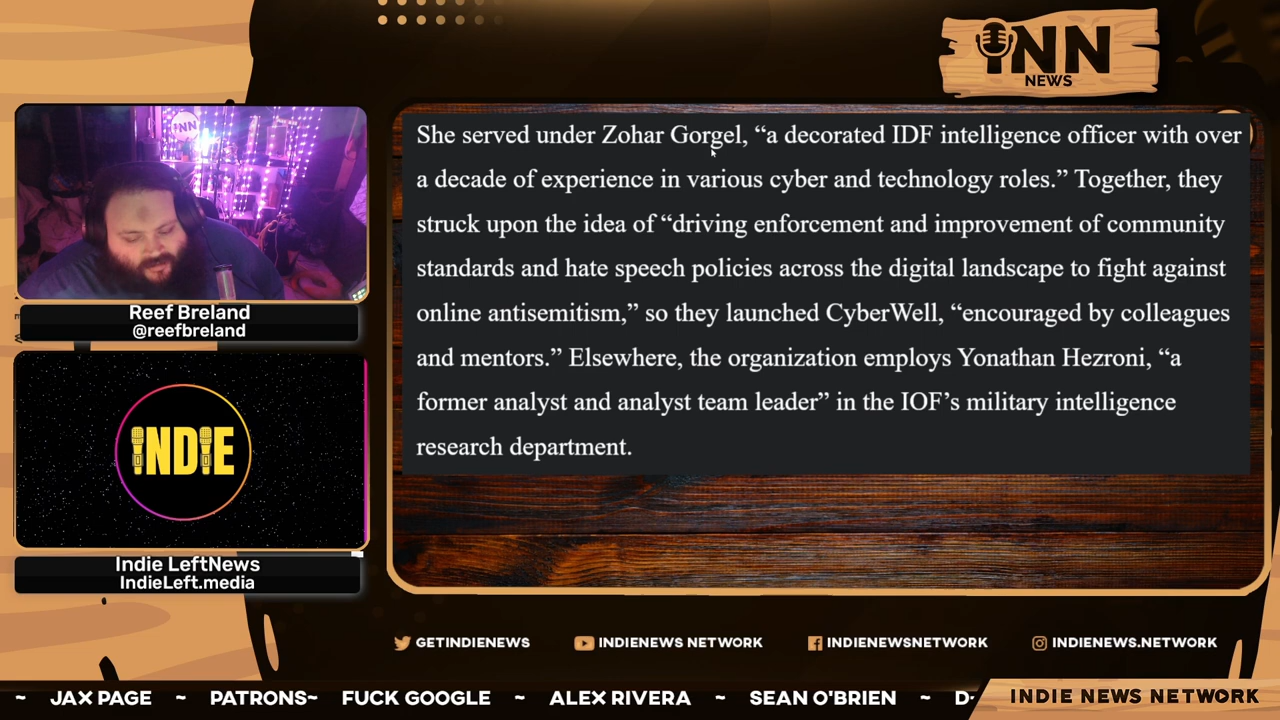 iNN
NEWS
iNN
She served under Zohar Gorgel, “a decorated IDF intelligence officer with over
a decade of experience in various cyber and technology roles.” Together, they
struck upon the idea of “driving enforcement and improvement of community
standards and hate speech policies across the digital landscape to fight against
online antisemitism,” so they launched CyberWell, “encouraged by colleagues
and mentors.” Elsewhere, the organization employs Yonathan Hezroni, “a
former analyst and analyst team leader” in the IOF’s military intelligence
research department.
Reef Breland
@reefbreland
iNDiE
Indie LeftNews
IndieLeft.media
GETINDIENEWS
INDIENEWS NETWORK
INDIENEWSNETWORK
INDIENEWS.NETWORK
~ JAX PAGE ~ PATRONS~ FUCK GOOGLE ~ ALEX RIVERA ~ SEAN O'BRIEN ~ D-
INDIE NEWS NETWORK